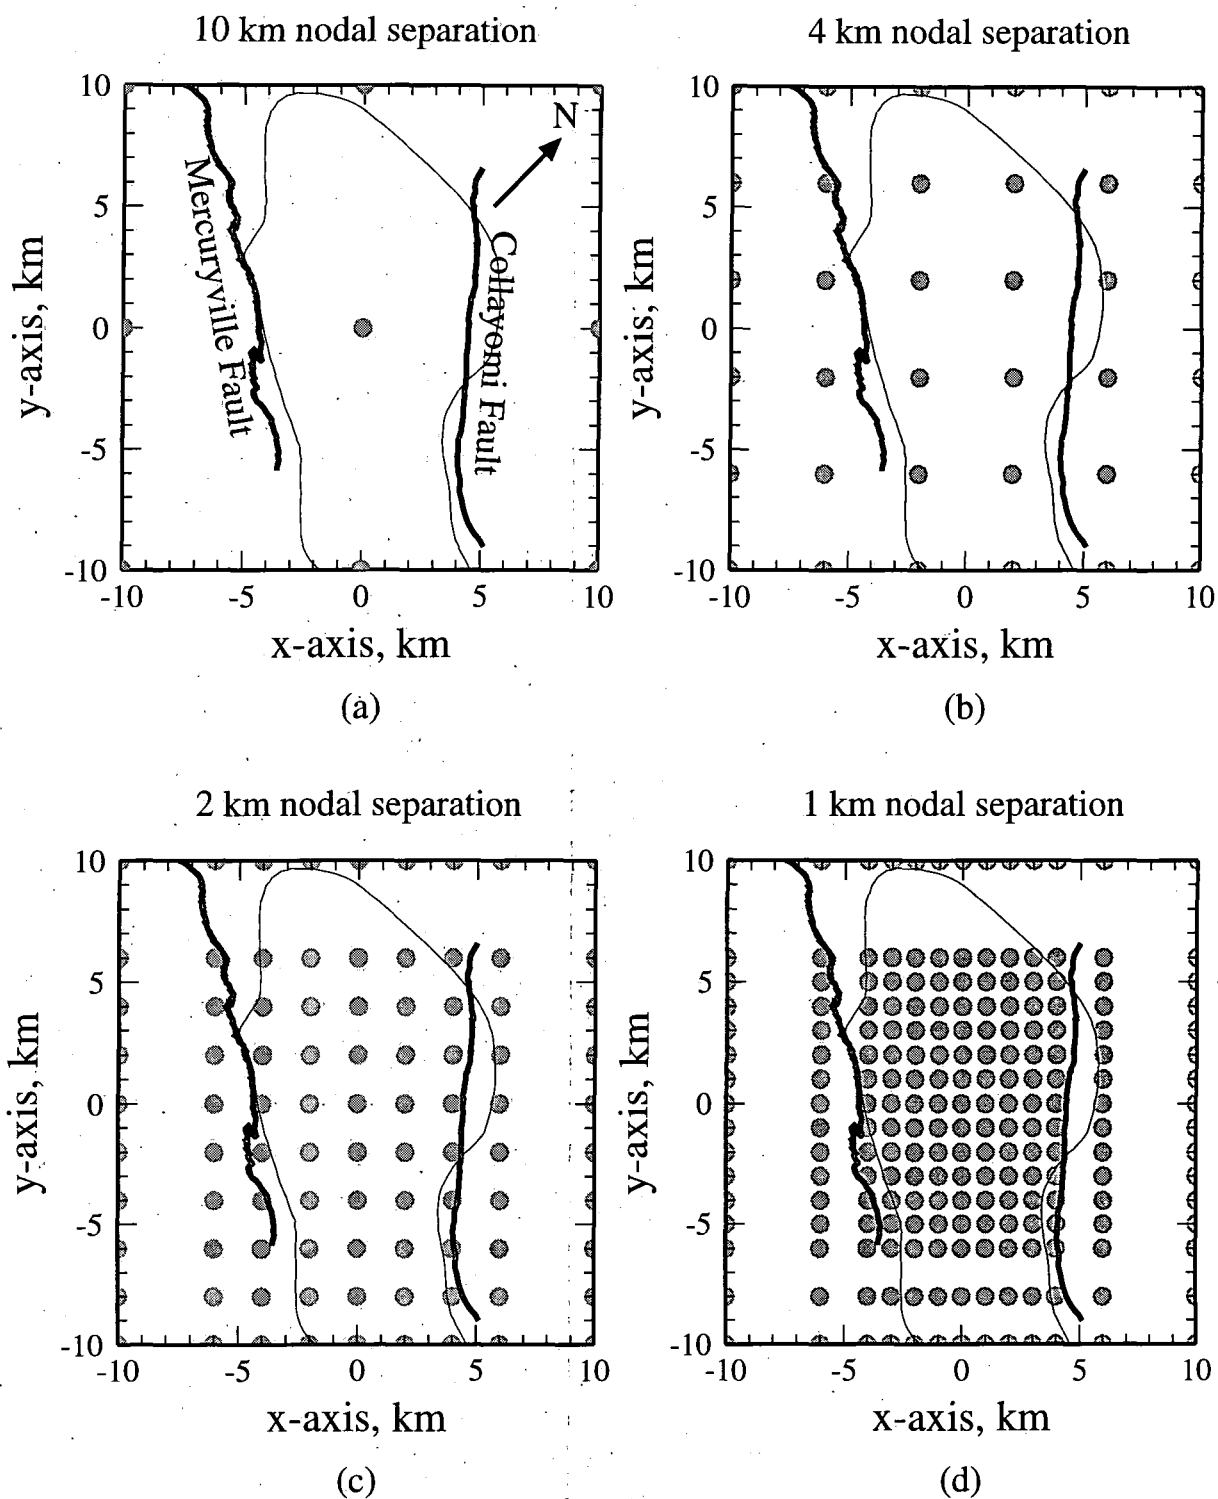 10 km nodal separation
4 km nodal separation
10
5
0
-5
-10
y-axis, km
-10
-5
0
5
10
x-axis, km
N
Mercuryville Fault
Collayomi Fault
(a)
10
5
0
-5
-10
y-axis, km
-10
-5
0
5
10
x-axis, km
(b)
2 km nodal separation
1 km nodal separation
10
5
0
-5
-10
y-axis, km
-10
-5
0
5
10
x-axis, km
(c)
10
5
0
-5
-10
y-axis, km
-10
-5
0
5
10
x-axis, km
(d)